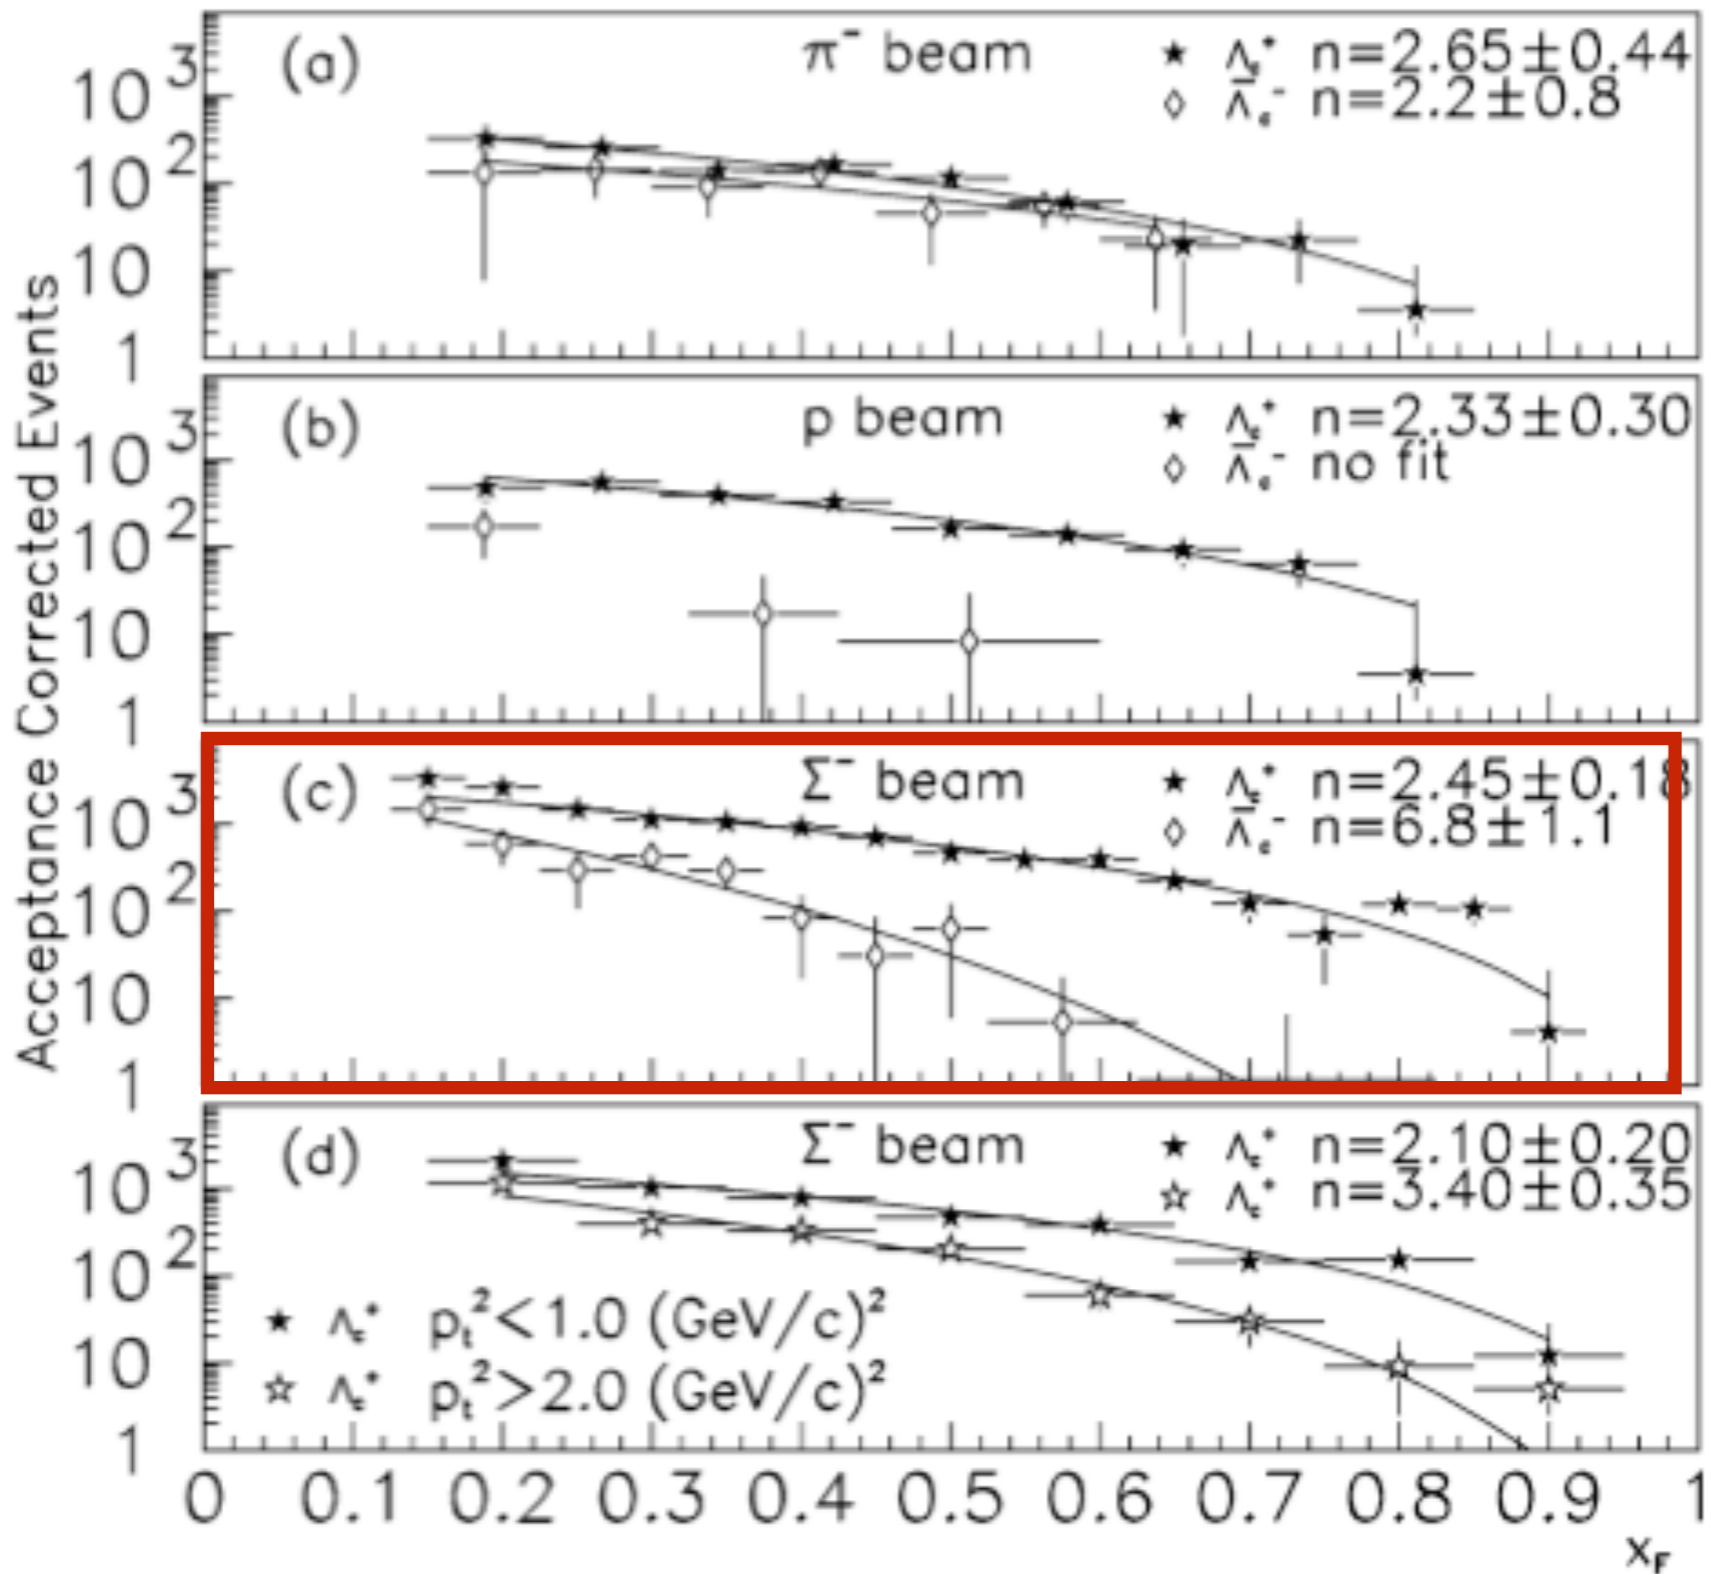 Acceptance Corrected Events
(a) π⁻ beam ★ Λc⁺ n=2.65±0.44
◇ Λ̄c⁻ n=2.2±0.8
10³
10²
10
1
(b) p beam ★ Λc⁺ n=2.33±0.30
◇ Λ̄c⁻ no fit
10³
10²
10
1
(c) Σ⁻ beam ★ Λc⁺ n=2.45±0.18
◇ Λ̄c⁻ n=6.8±1.1
10³
10²
10
1
(d) Σ⁻ beam ★ Λc⁺ n=2.10±0.20
☆ Λc⁺ n=3.40±0.35
10³
10²
★ Λc⁺ pt²<1.0 (GeV/c)²
10
☆ Λc⁺ pt²>2.0 (GeV/c)²
1
0 0.1 0.2 0.3 0.4 0.5 0.6 0.7 0.8 0.9 1
xF